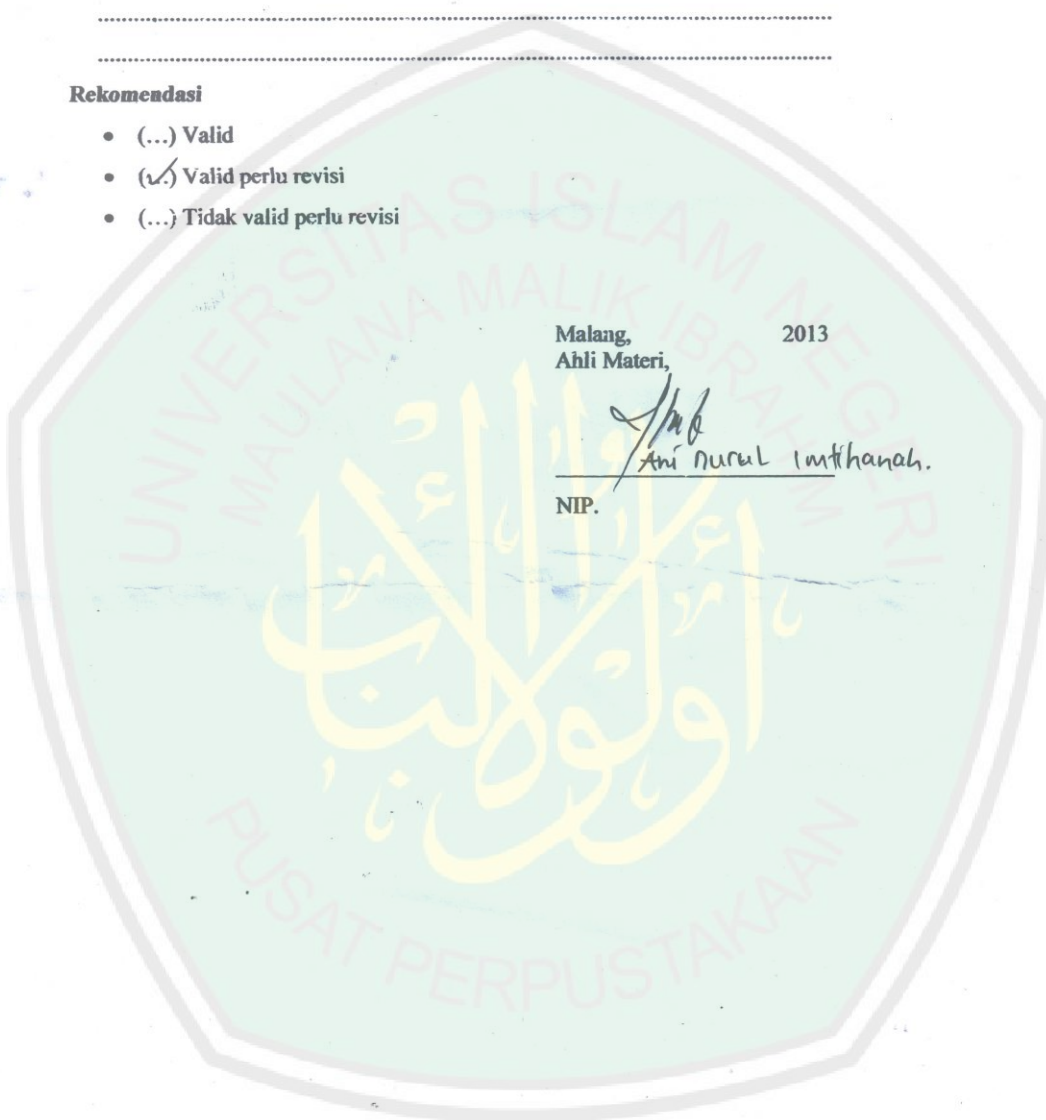 Rekomendasi
• (...) Valid
• (✓) Valid perlu revisi
• (...) Tidak valid perlu revisi
Malang, 2013
Ahli Materi,
Ani Nurul Imtihanah.
NIP.
UNIVERSITAS ISLAM NEGERI
MAULANA MALIK IBRAHIM
PUSAT PERPUSTAKAAN